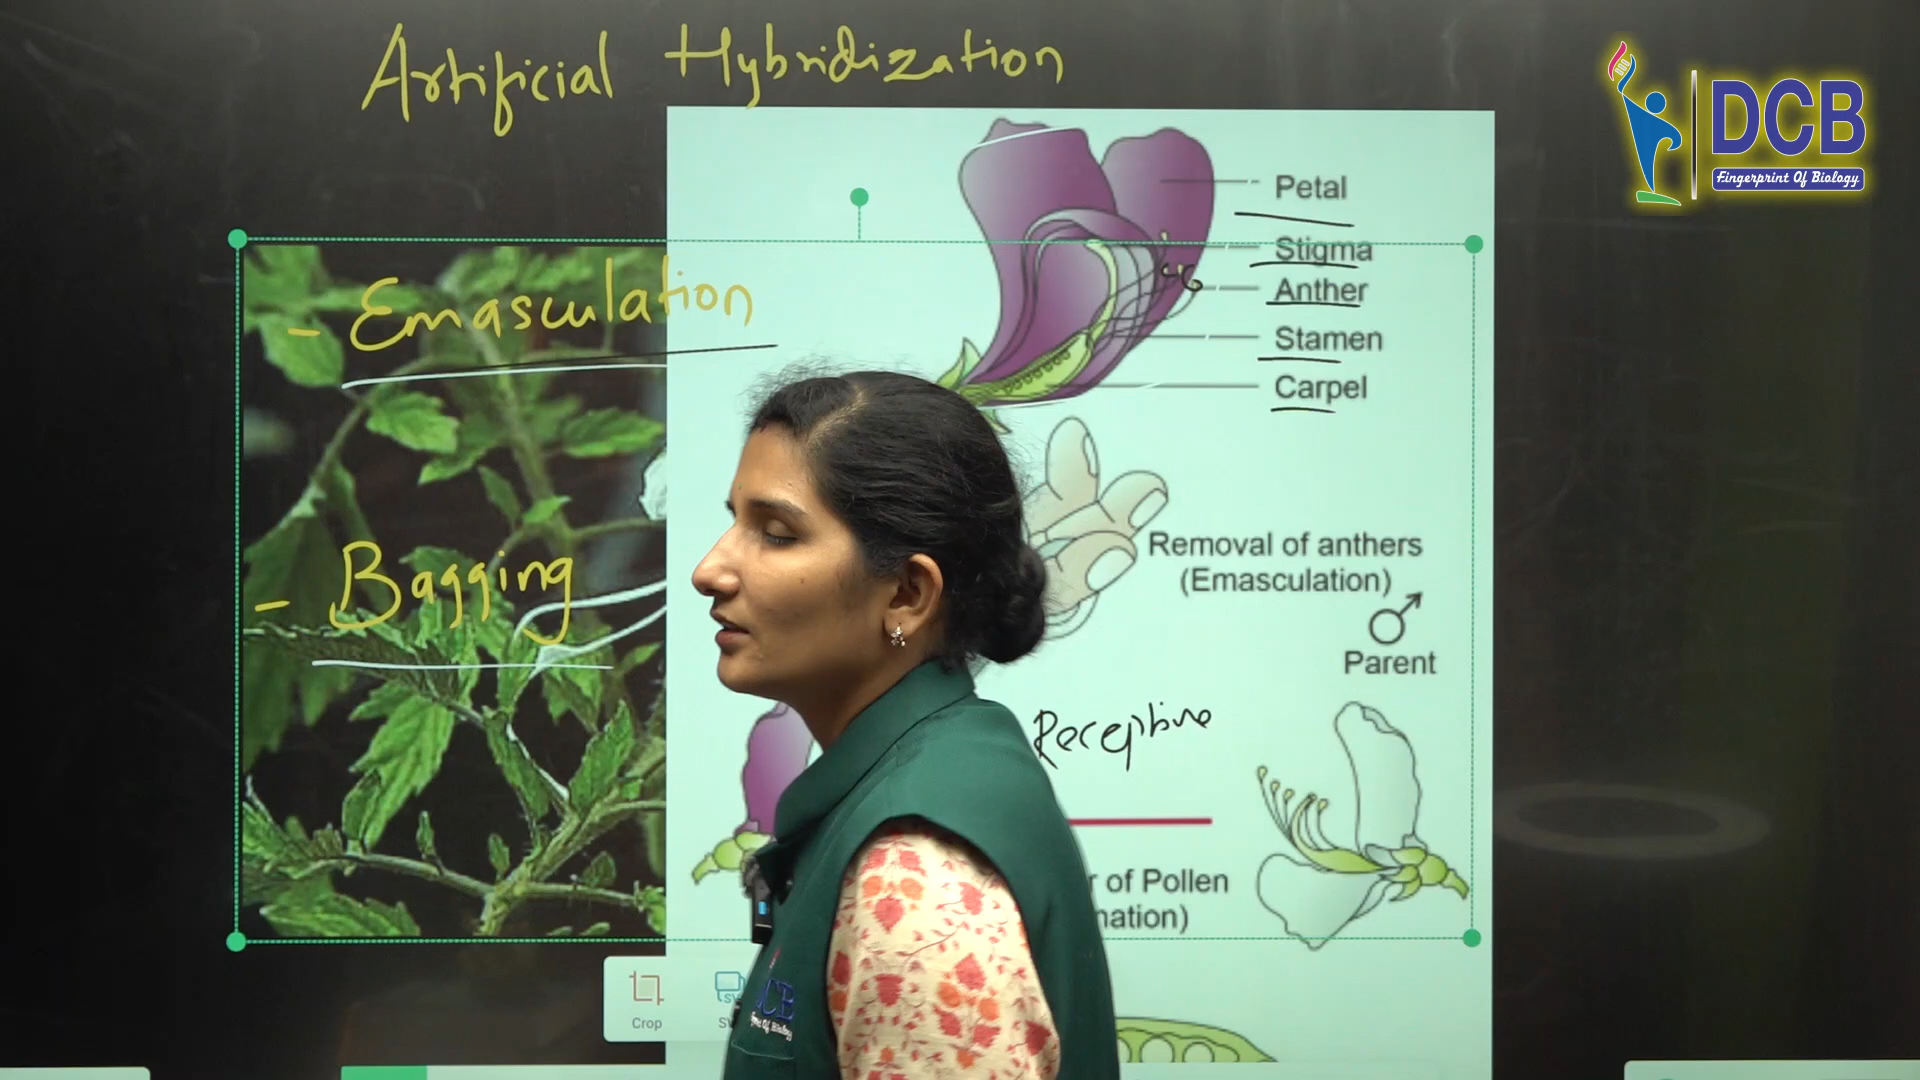 Artificial Hybridization
DCB
Fingerprint Of Biology
Petal
Stigma
Anther
Stamen
Carpel
- Emasculation
Removal of anthers
(Emasculation)
Parent
- Bagging
Receptive
of Pollen
Crop
DCB